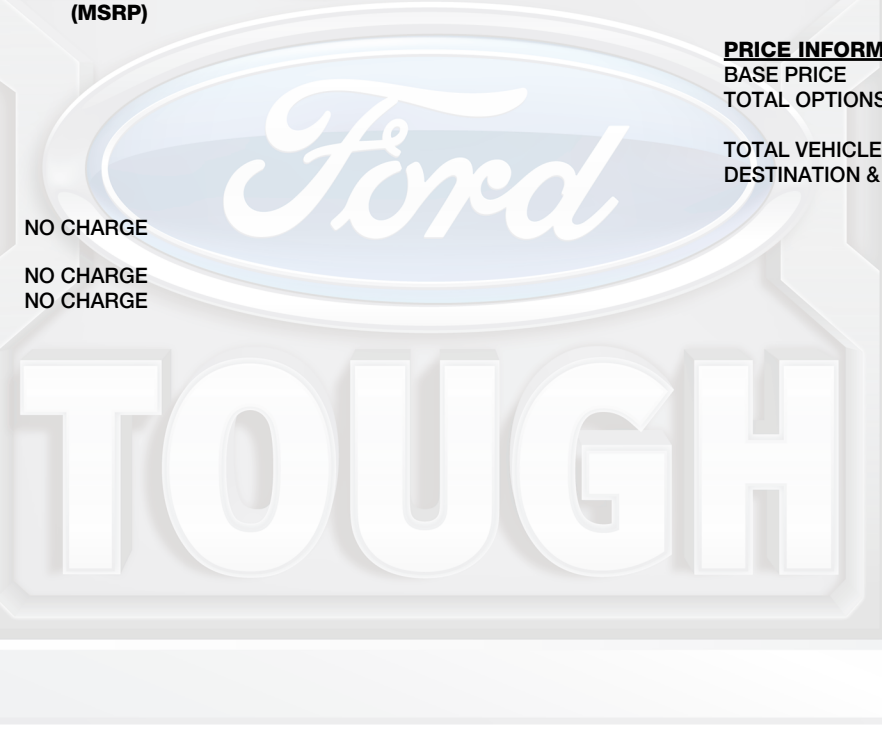 (MSRP)
PRICE INFORM
BASE PRICE
TOTAL OPTIONS
TOTAL VEHICLE
DESTINATION &
NO CHARGE
NO CHARGE
NO CHARGE
Ford
TOUGH